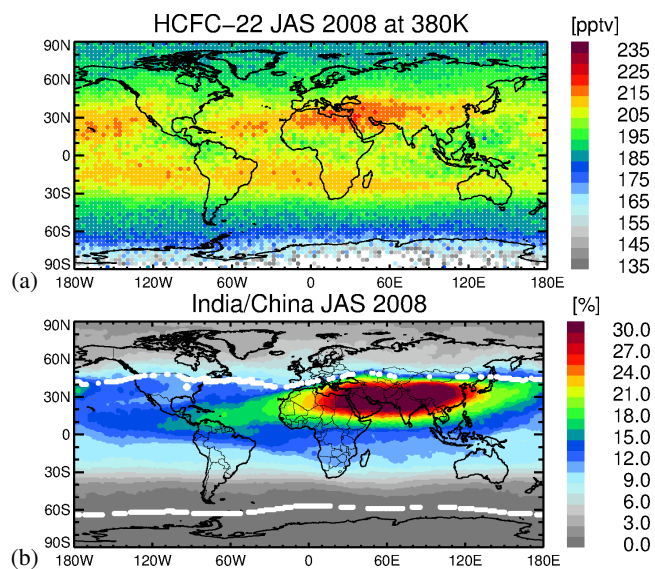 HCFC−22 JAS 2008 at 380K
[pptv]
90N
60N
30N
0
30S
60S
90S
180W 120W 60W 0 60E 120E 180E
235
225
215
205
195
185
175
165
155
145
135
(a)
India/China JAS 2008
[%]
90N
60N
30N
0
30S
60S
90S
180W 120W 60W 0 60E 120E 180E
30.0
27.0
24.0
21.0
18.0
15.0
12.0
9.0
6.0
3.0
0.0
(b)